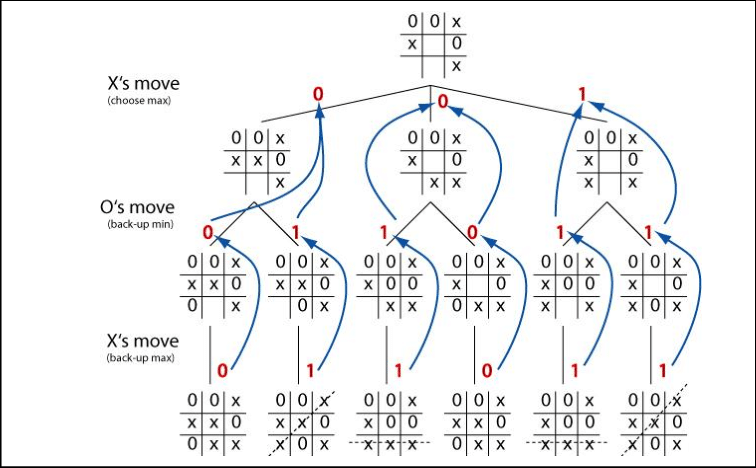 0 0 x
x 0
x
X's move
(choose max)
0 0 1
0 0 x 0 0 x 0 0 x
x x 0 x 0 x 0
x x x x x
O's move
(back-up min)
0 1 1 0 1 1
0 0 x 0 0 x 0 0 x 0 0 x 0 0 x 0 0 x
x x 0 x x 0 x 0 0 x 0 x 0 0 x 0
0 x 0 x x x 0 x x x x x 0 x
X's move
(back-up max)
0 1 1 0 1 1
0 0 x 0 0 x 0 0 x 0 0 x 0 0 x 0 0 x
x x 0 x x 0 x 0 0 x x 0 x 0 0 x x 0
0 x x x 0 x x x x 0 x x x x x x 0 x